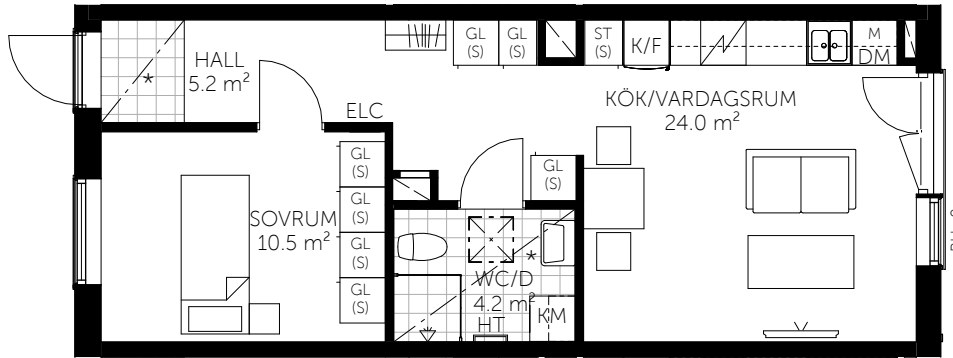 HALL
5.2 m²
GL
(S)
GL
(S)
ST
(S)
K/F
M
DM
ELC
KÖK/VARDAGSRUM
24.0 m²
GL
(S)
GL
(S)
GL
(S)
GL
(S)
GL
(S)
SOVRUM
10.5 m²
*
*
WC/D
4.2 m²
HT
KM